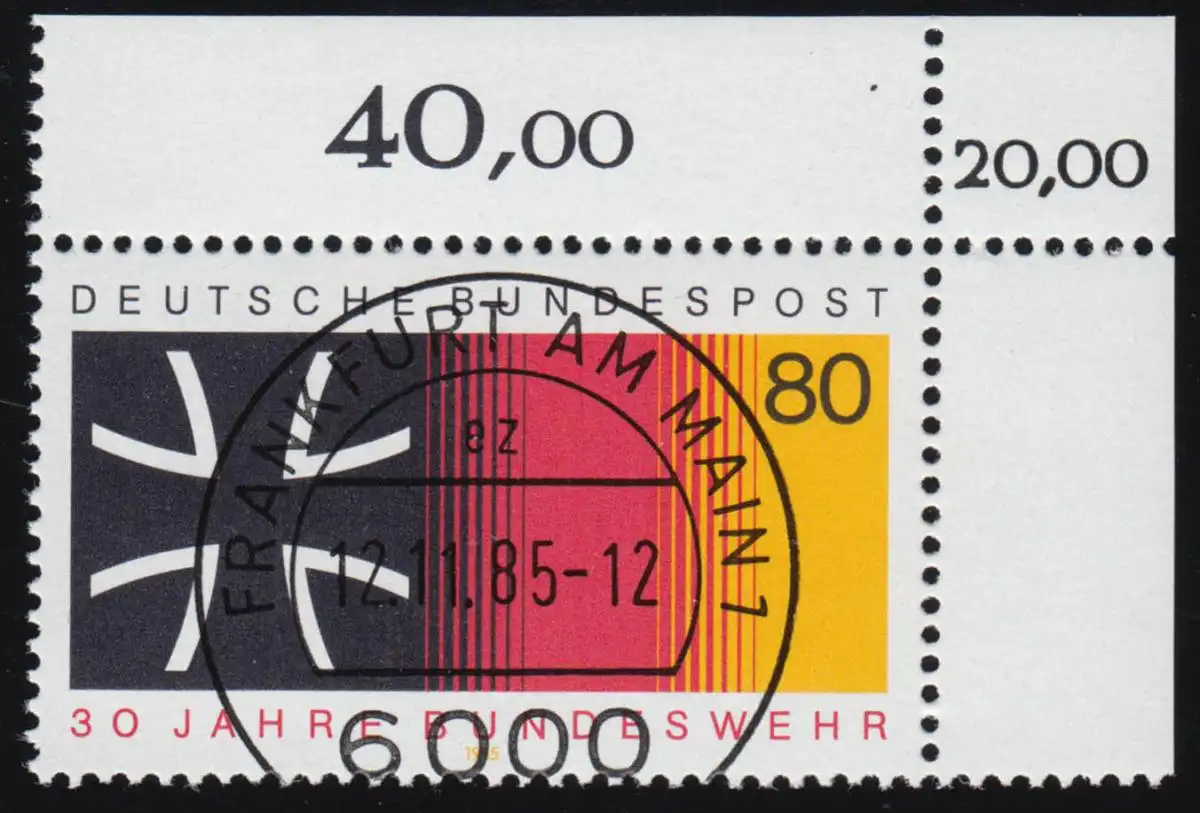 40,00
20,00
DEUTSCHE BUNDESPOST
80
FRANKFURT AM MAIN 1
ez
12.11.85-12
6000
30 JAHRE BUNDESWEHR
1985